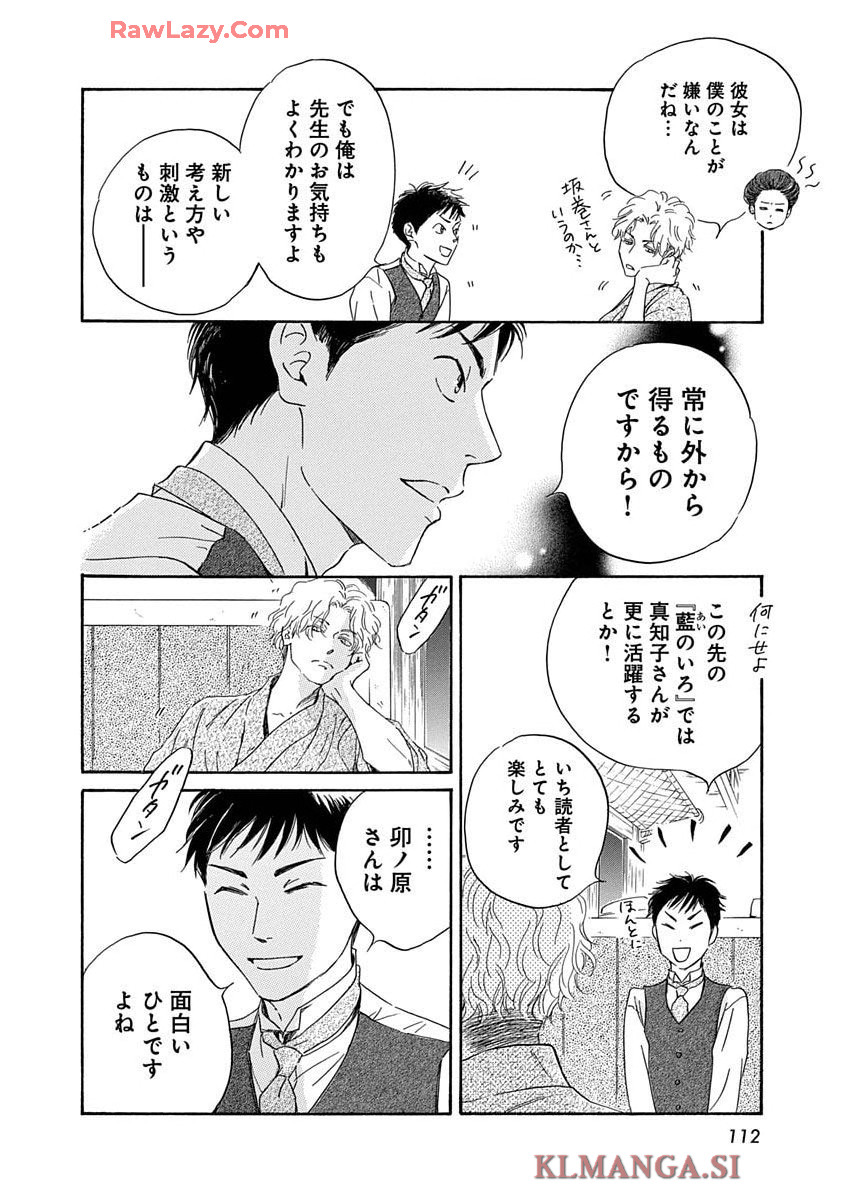 RawLazy.Com
彼女は
僕のことが
嫌いなん
だね…
坂巻さんと
いうのか…
でも俺は
先生のお気持ちも
よくわかりますよ
新しい
考え方や
刺激という
ものは――
常に外から
得るもの
ですから！
何にせよ
この先の
『藍のいろ』では
あい
真知子さんが
更に活躍する
とか！
いち読者として
とても
楽しみです
ほんとに
ガタン
ガタン
……
卯ノ原
さんは
面白い
ひとです
よね
112
KLMANGA.SI